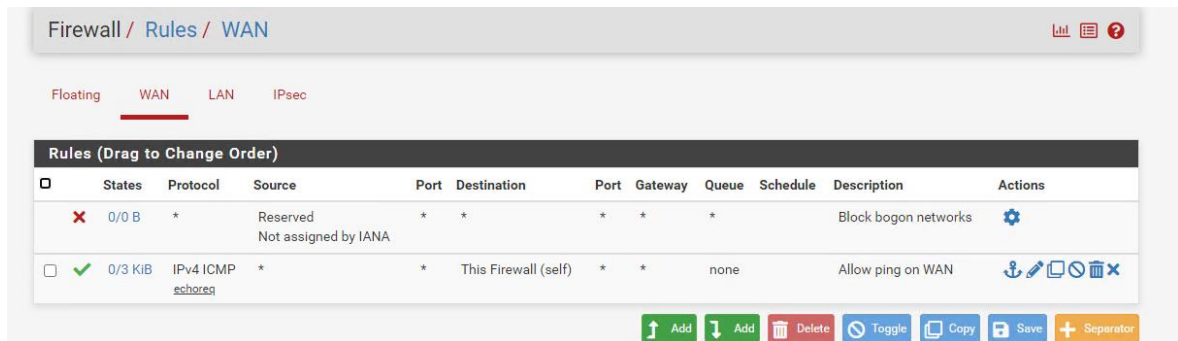 Firewall / Rules / WAN
Floating WAN LAN IPsec
Rules (Drag to Change Order)
States Protocol Source Port Destination Port Gateway Queue Schedule Description Actions
0/0 B * Reserved * * * * * Block bogon networks
Not assigned by IANA
0/3 KiB IPv4 ICMP * * This Firewall (self) * * none Allow ping on WAN
echoreq
Add Add Delete Toggle Copy Save Separator